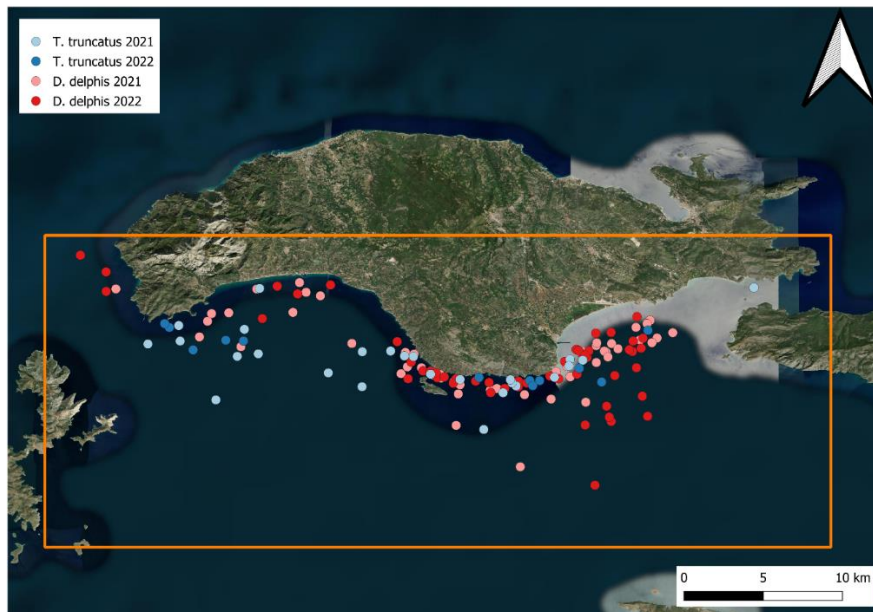 T. truncatus 2021
T. truncatus 2022
D. delphis 2021
D. delphis 2022
0 5 10 km